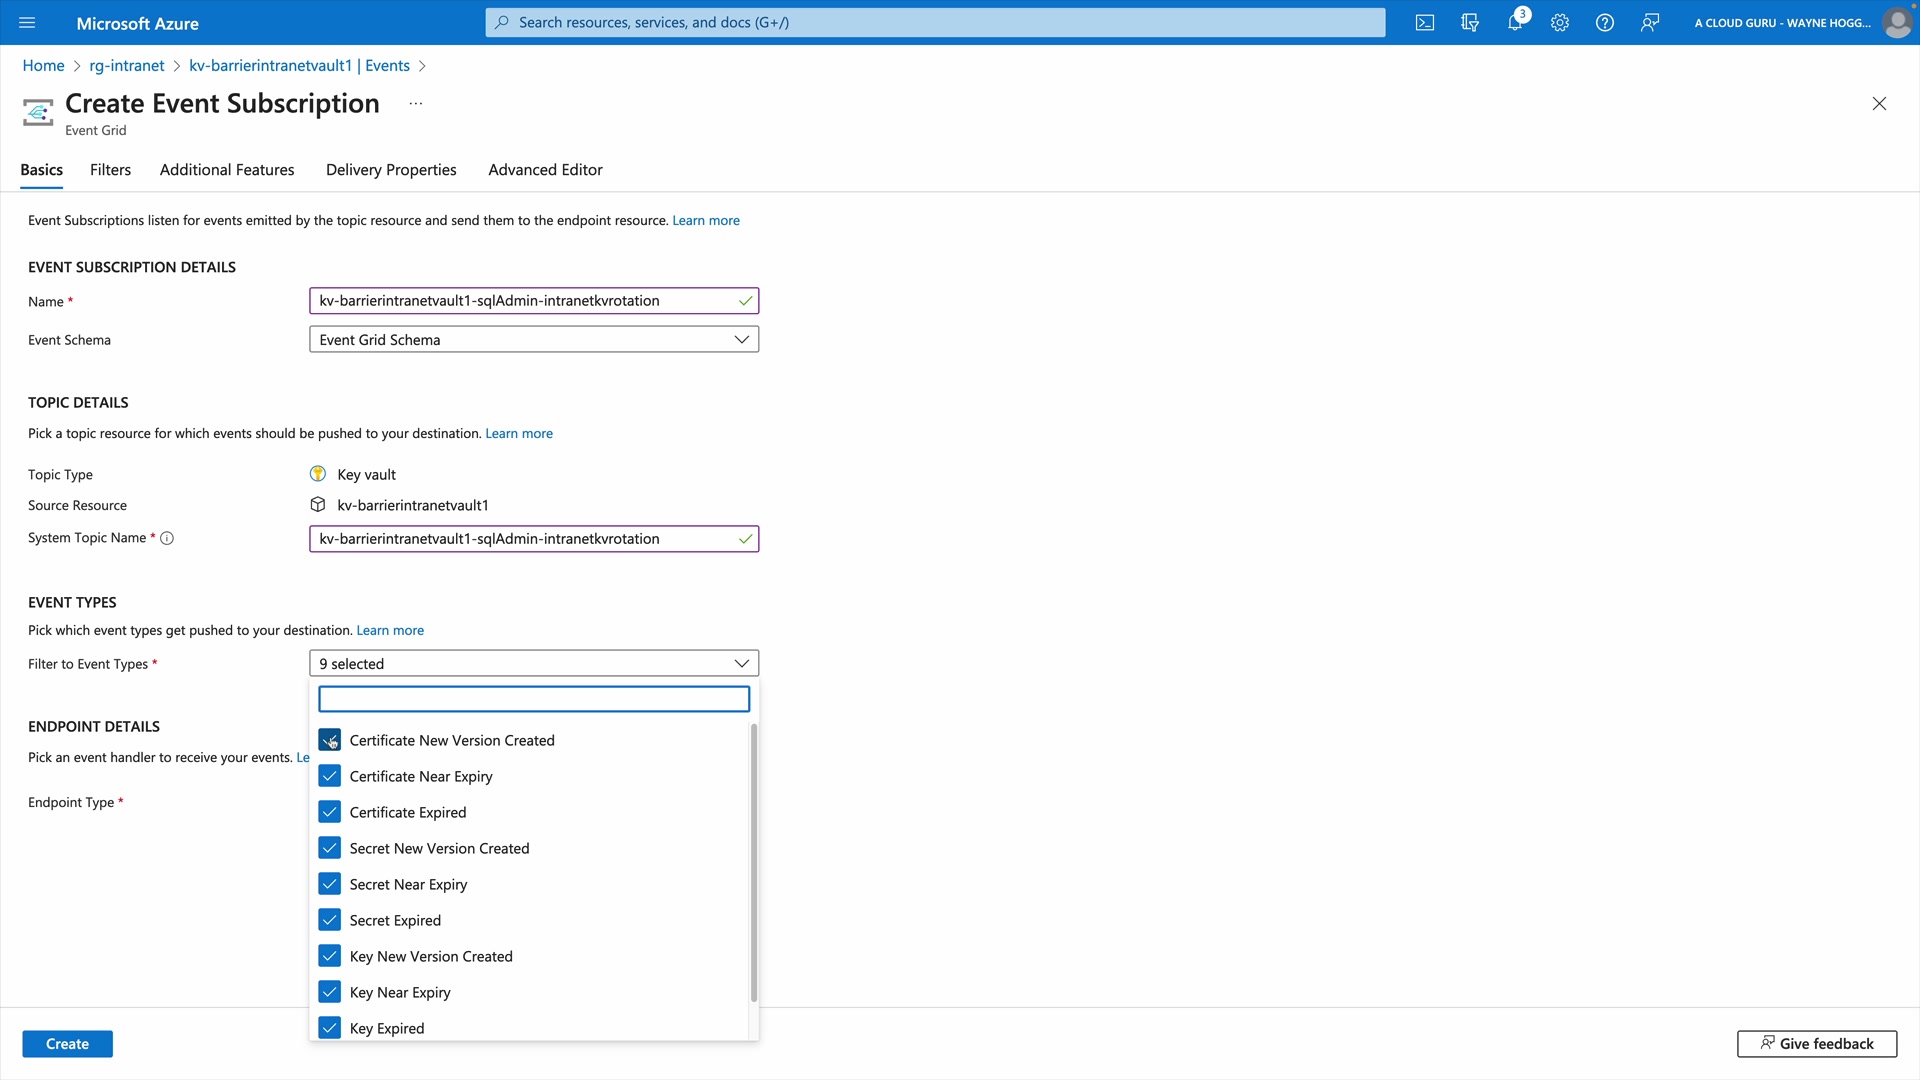 Microsoft Azure
Search resources, services, and docs (G+/)
3
A CLOUD GURU - WAYNE HOGG...
Home > rg-intranet > kv-barrierintranetvault1 | Events >
Create Event Subscription ...
Event Grid
Basics Filters Additional Features Delivery Properties Advanced Editor
Event Subscriptions listen for events emitted by the topic resource and send them to the endpoint resource. Learn more
EVENT SUBSCRIPTION DETAILS
Name * kv-barrierintranetvault1-sqlAdmin-intranetkvrotation
Event Schema Event Grid Schema
TOPIC DETAILS
Pick a topic resource for which events should be pushed to your destination. Learn more
Topic Type Key vault
Source Resource kv-barrierintranetvault1
System Topic Name * kv-barrierintranetvault1-sqlAdmin-intranetkvrotation
EVENT TYPES
Pick which event types get pushed to your destination. Learn more
Filter to Event Types * 9 selected
ENDPOINT DETAILS
Pick an event handler to receive your events. Le
Endpoint Type *
Certificate New Version Created
Certificate Near Expiry
Certificate Expired
Secret New Version Created
Secret Near Expiry
Secret Expired
Key New Version Created
Key Near Expiry
Key Expired
Create
Give feedback